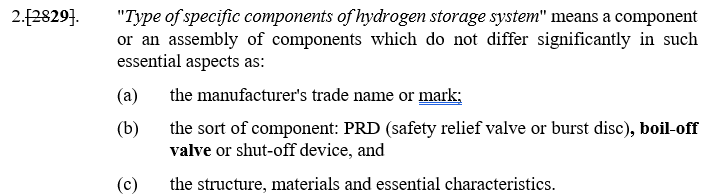 2.[2829]. "Type of specific components of hydrogen storage system" means a component
or an assembly of components which do not differ significantly in such
essential aspects as:
(a) the manufacturer's trade name or mark;
(b) the sort of component: PRD (safety relief valve or burst disc), boil-off
valve or shut-off device, and
(c) the structure, materials and essential characteristics.